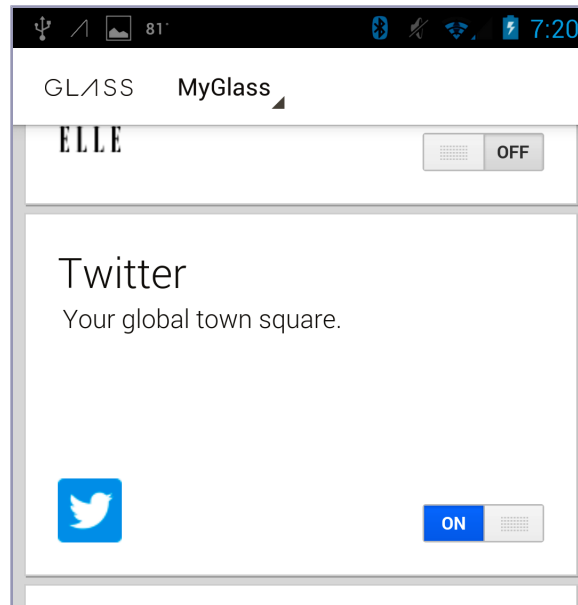 81°
7:20
GLASS MyGlass
ELLE
OFF
Twitter
Your global town square.
ON